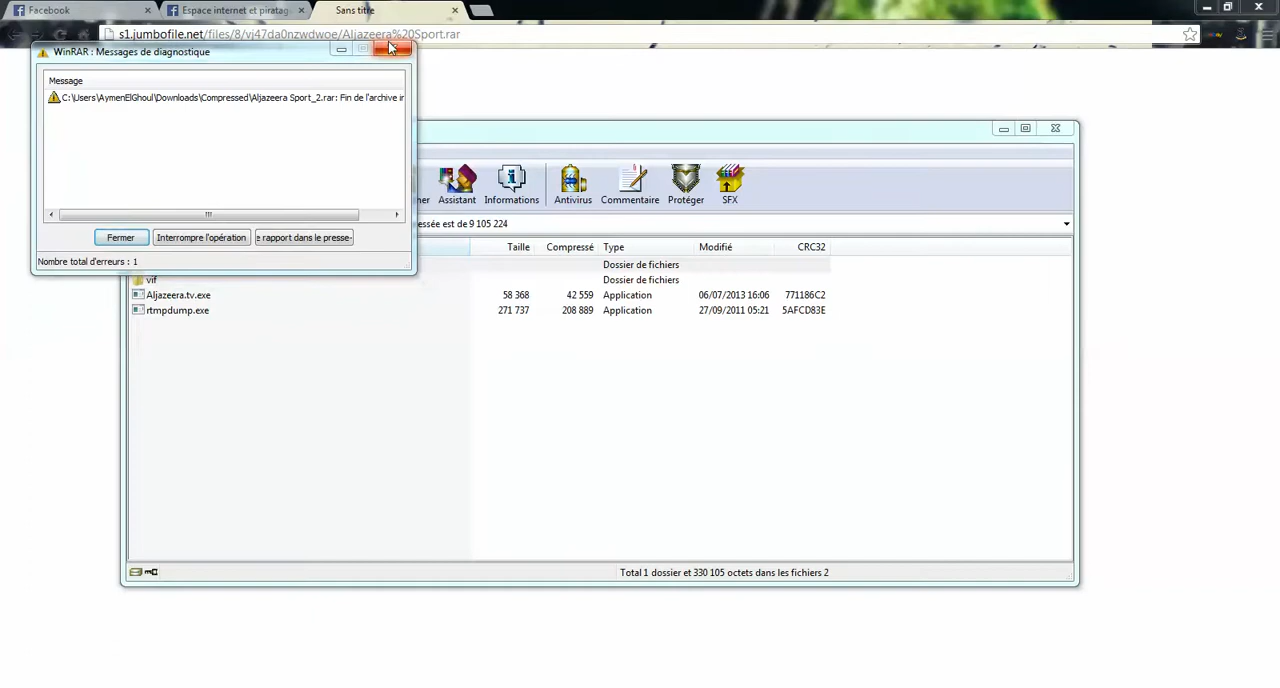 Facebook
Espace internet et piratag
Sans titre
s1.jumbofile.net/files/8/vj47da0nzwdwoe/Aljazeera%20Sport.rar
WinRAR : Messages de diagnostique
Message
C:\Users\AymenElGhoul\Downloads\Compressed\Aljazeera Sport_2.rar: Fin de l'archive ir
Fermer
Interrompre l'opération
e rapport dans le presse-
Nombre total d'erreurs : 1
her
Assistant
Informations
Antivirus
Commentaire
Protéger
SFX
essée est de 9 105 224
Taille
Compressé
Type
Modifié
CRC32
Dossier de fichiers
vif
Dossier de fichiers
Aljazeera.tv.exe
58 368
42 559
Application
06/07/2013 16:06
771186C2
rtmpdump.exe
271 737
208 889
Application
27/09/2011 05:21
5AFCD83E
Total 1 dossier et 330 105 octets dans les fichiers 2